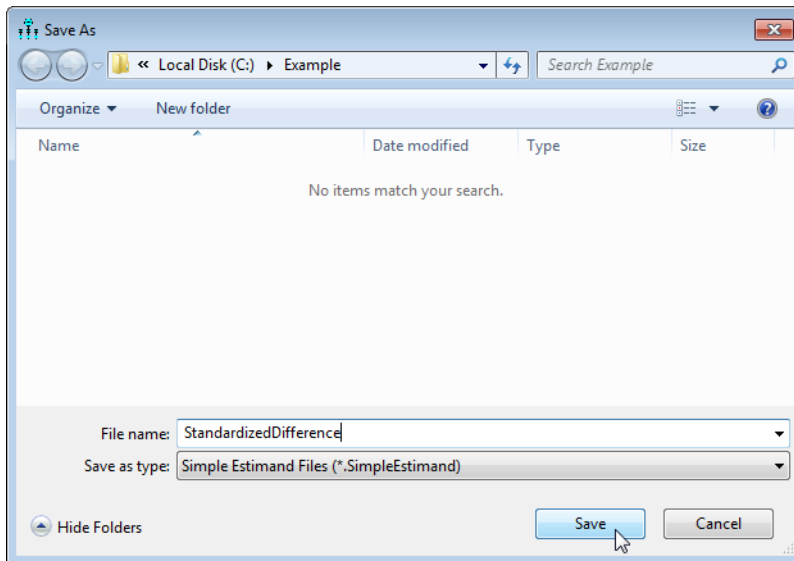 Save As
« Local Disk (C:) ▸ Example
Search Example
Organize ▾ New folder
Name Date modified Type Size
No items match your search.
File name: StandardizedDifference
Save as type: Simple Estimand Files (*.SimpleEstimand)
Hide Folders Save Cancel